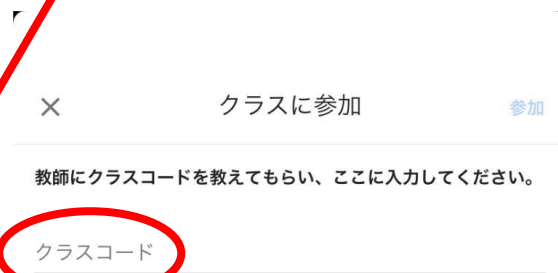 クラスに参加
参加
教師にクラスコードを教えてもらい、ここに入力してください。
クラスコード